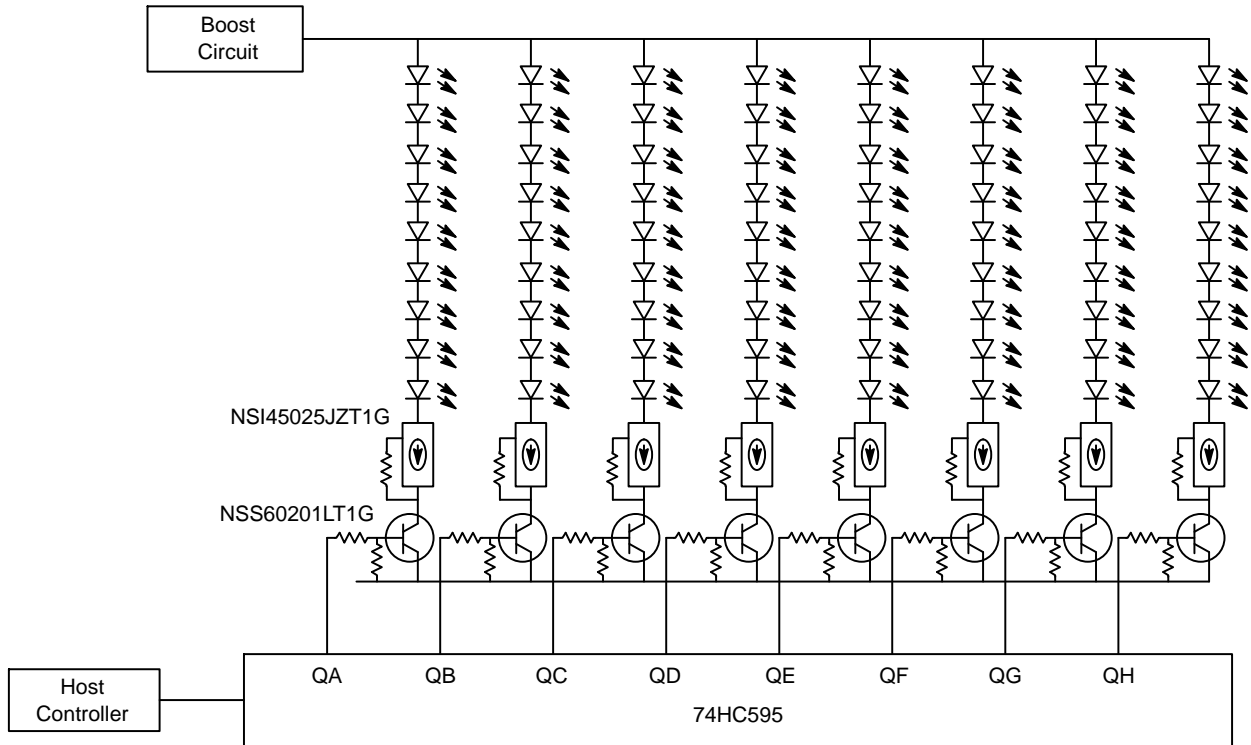 Boost
Circuit
NSI45025JZT1G
NSS60201LT1G
QA QB QC QD QE QF QG QH
Host
Controller
74HC595